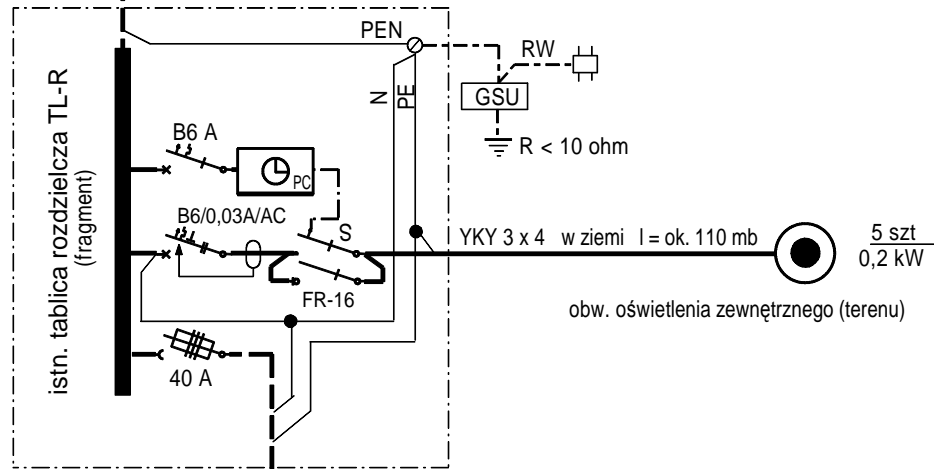 PEN
RW
GSU
R < 10 ohm
N
PE
B6 A
PC
B6/0,03A/AC
S
FR-16
40 A
istn. tablica rozdzielcza TL-R
(fragment)
YKY 3 x 4 w ziemi l = ok. 110 mb
5 szt
0,2 kW
obw. oświetlenia zewnętrznego (terenu)